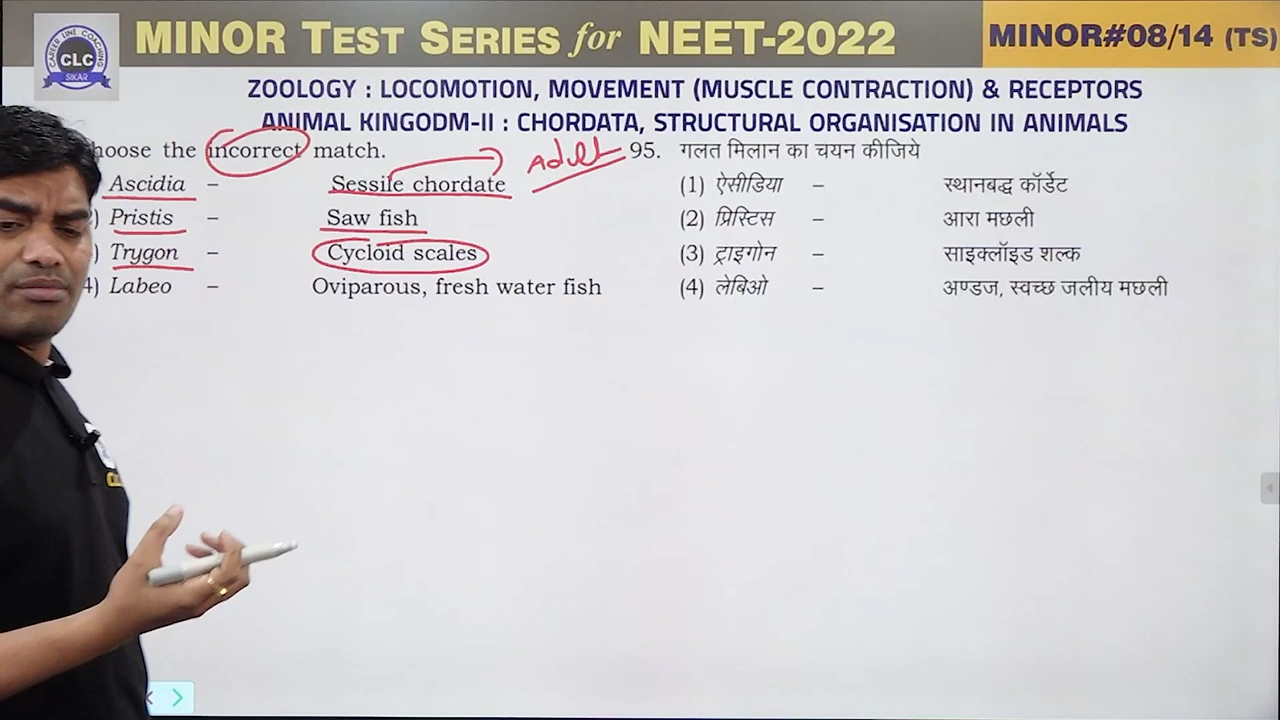 CAREER LINE COACHING
CLC
SIKAR
MINOR TEST SERIES for NEET-2022
MINOR#08/14 (TS)
ZOOLOGY : LOCOMOTION, MOVEMENT (MUSCLE CONTRACTION) & RECEPTORS
ANIMAL KINGODM-II : CHORDATA, STRUCTURAL ORGANISATION IN ANIMALS
hoose the incorrect match.
Ascidia – Sessile chordate
Adult
) Pristis – Saw fish
) Trygon – Cycloid scales
4) Labeo – Oviparous, fresh water fish
95. गलत मिलान का चयन कीजिये
(1) ऐसीडिया – स्थानबद्ध कॉर्डेट
(2) प्रिस्टिस – आरा मछली
(3) ट्राइगोन – साइक्लॉइड शल्क
(4) लेबिओ – अण्डज, स्वच्छ जलीय मछली